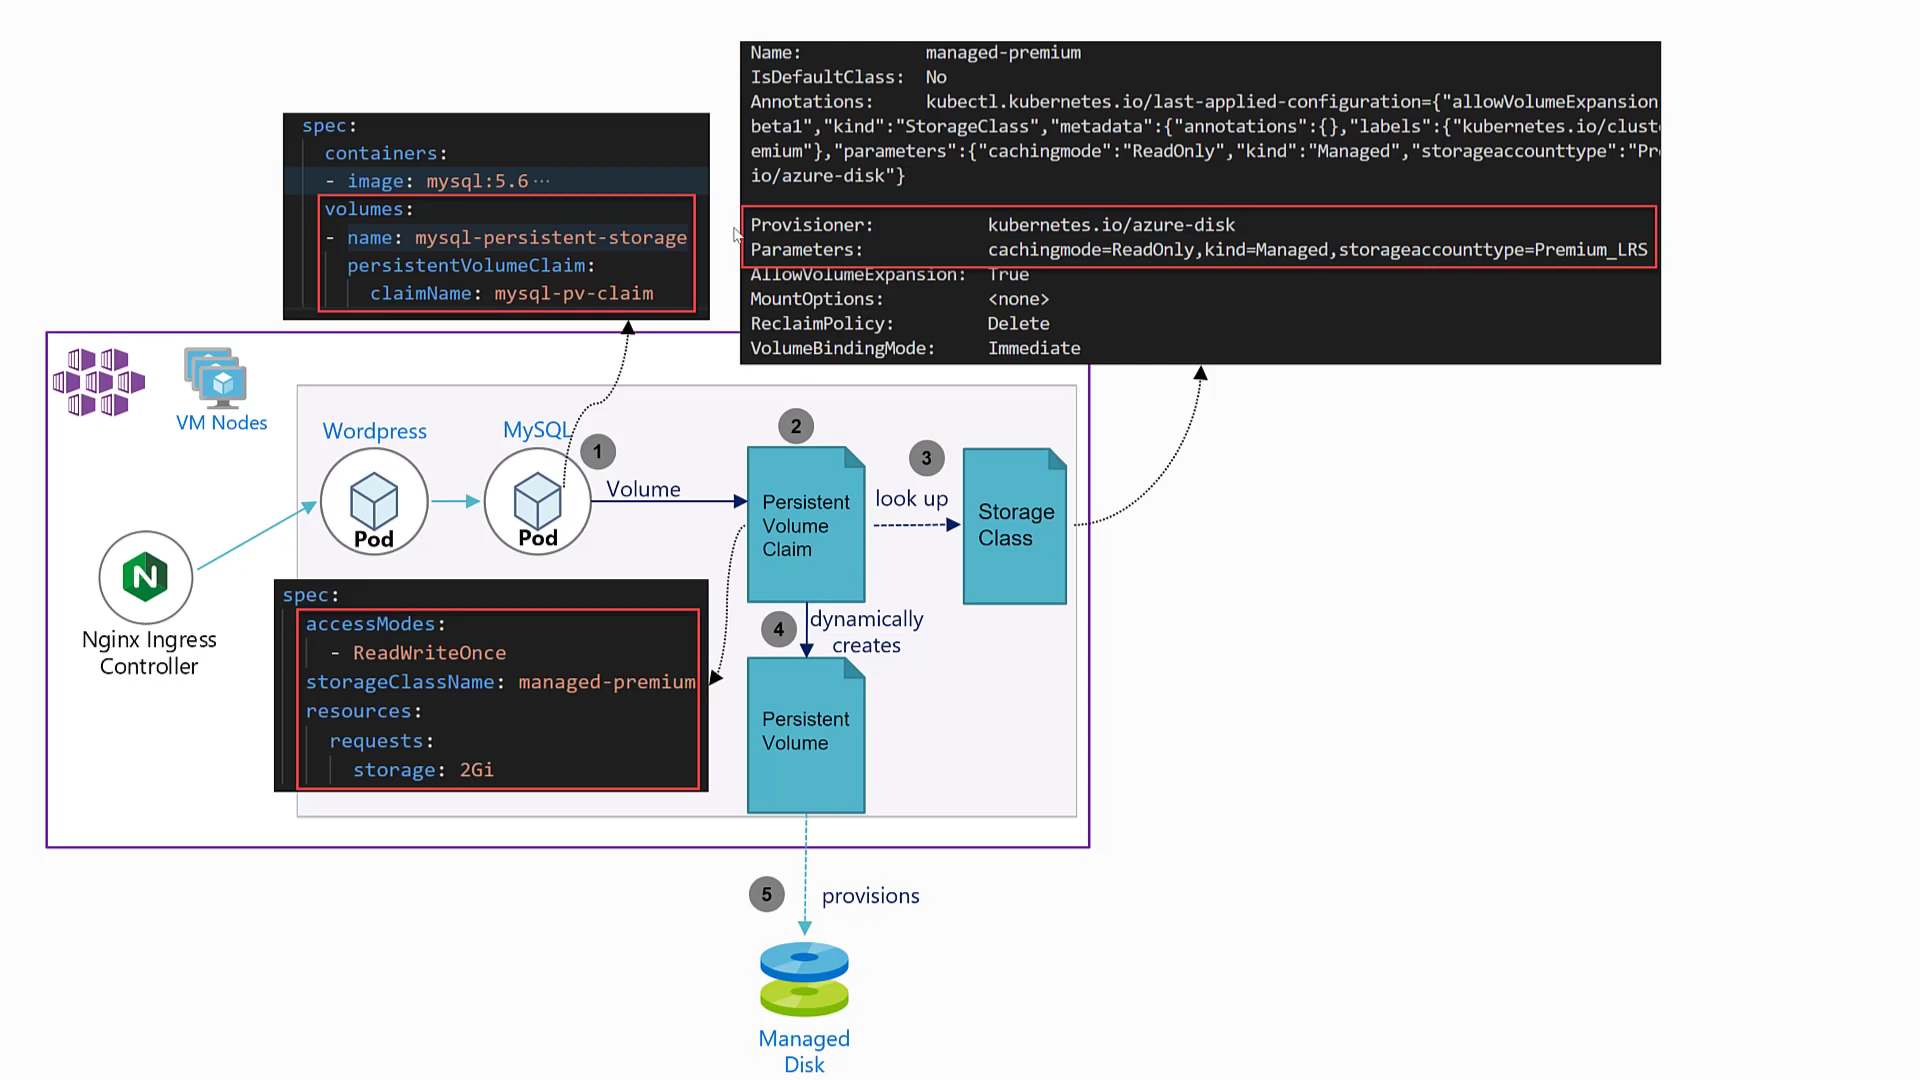 Name: managed-premium
IsDefaultClass: No
Annotations: kubectl.kubernetes.io/last-applied-configuration={"allowVolumeExpansion
beta1","kind":"StorageClass","metadata":{"annotations":{},"labels":{"kubernetes.io/clust
emium"},"parameters":{"cachingmode":"ReadOnly","kind":"Managed","storageaccounttype":"Pr
io/azure-disk"}
Provisioner: kubernetes.io/azure-disk
Parameters: cachingmode=ReadOnly,kind=Managed,storageaccounttype=Premium_LRS
AllowVolumeExpansion: True
MountOptions: <none>
ReclaimPolicy: Delete
VolumeBindingMode: Immediate
spec:
containers:
- image: mysql:5.6 ···
volumes:
- name: mysql-persistent-storage
persistentVolumeClaim:
claimName: mysql-pv-claim
VM Nodes
Wordpress
Pod
MySQL
Pod
1
Volume
2
Persistent
Volume
Claim
3
look up
Storage
Class
N
Nginx Ingress
Controller
spec:
accessModes:
- ReadWriteOnce
storageClassName: managed-premium
resources:
requests:
storage: 2Gi
4
dynamically
creates
Persistent
Volume
5
provisions
Managed
Disk